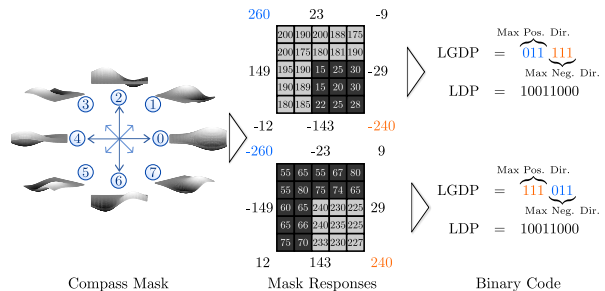 260 23 -9
200 190 200 188 175
200 175 180 181 190
149 195 190 15 25 30 -29
190 189 15 20 30
180 185 22 25 28
-12 -143 -240
Max Pos. Dir.
LGDP = 011 111
Max Neg. Dir.
LDP = 10011000
3 2 1
4 0
5 6 7
-260 -23 9
55 65 55 67 65
55 80 75 74 65
-149 60 65 240 230 225 29
65 66 240 235 225
75 70 233 230 227
12 143 240
Max Pos. Dir.
LGDP = 111 011
Max Neg. Dir.
LDP = 10011000
Compass Mask Mask Responses Binary Code